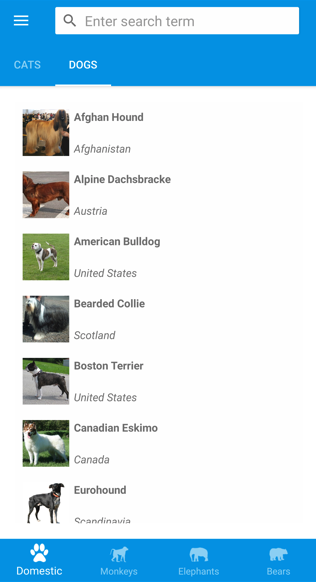 Enter search term
CATS
DOGS
Afghan Hound
Afghanistan
Alpine Dachsbracke
Austria
American Bulldog
United States
Bearded Collie
Scotland
Boston Terrier
United States
Canadian Eskimo
Canada
Eurohound
Scandinavia
Domestic
Monkeys
Elephants
Bears